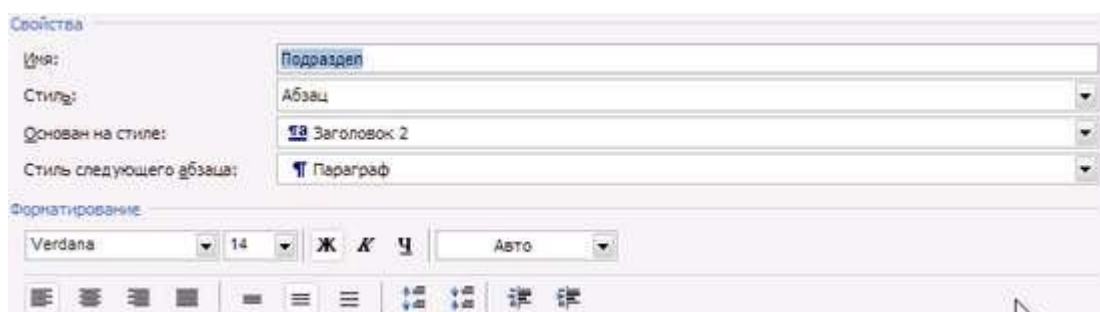 Свойства
Имя: Подраздел
Стиль: Абзац
Основан на стиле: ¶a Заголовок 2
Стиль следующего абзаца: ¶ Параграф
Форматирование
Verdana 14 Ж К Ч Авто